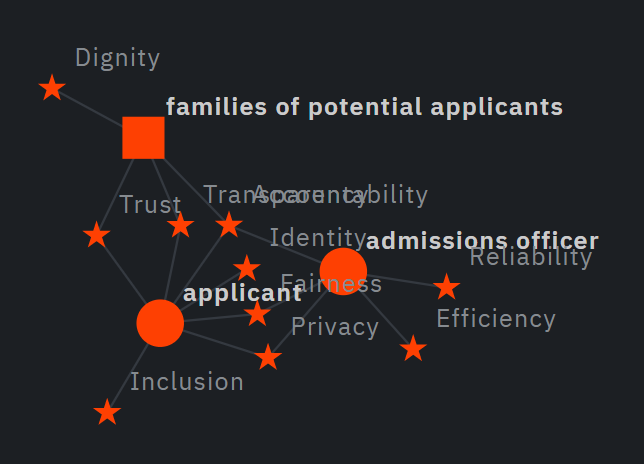 Dignity
families of potential applicants
Trust
Transparency
Accountability
Identity
admissions officer
Reliability
Fairness
applicant
Efficiency
Privacy
Inclusion